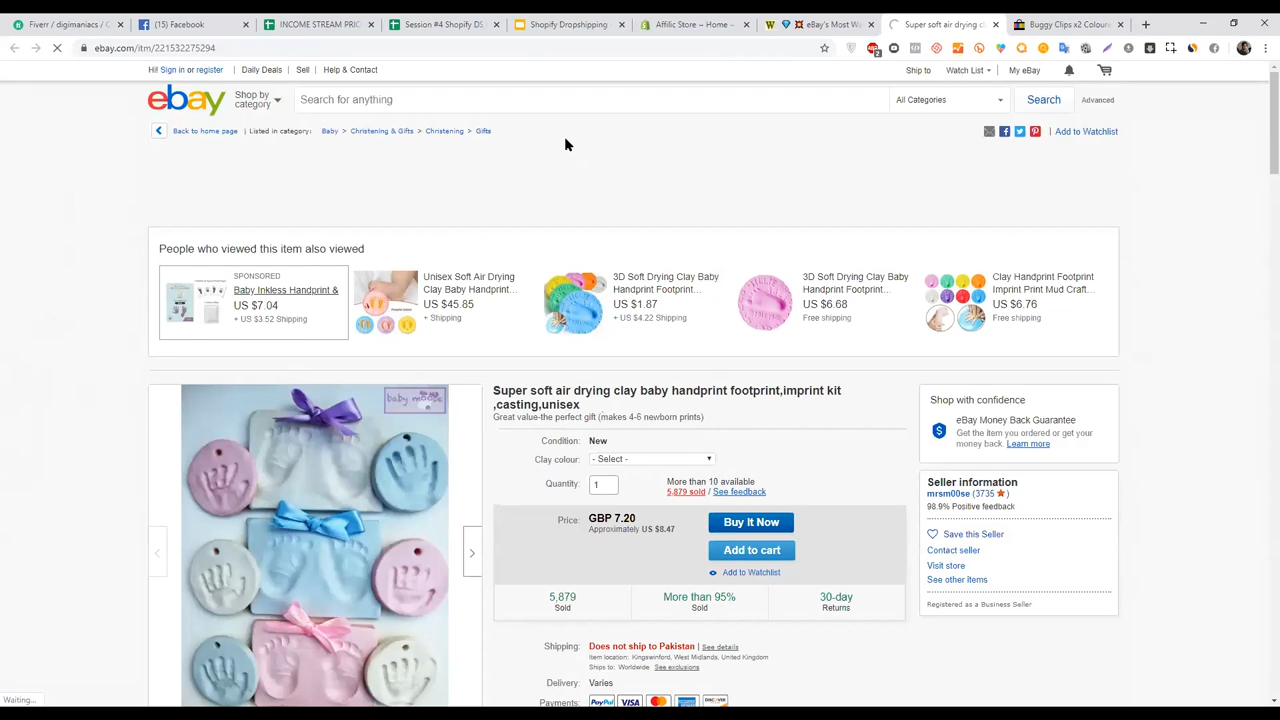 Fiverr / digimaniacs / C
(15) Facebook
INCOME STREAM PRIC
Session #4 Shopify DS
Shopify Dropshipping
Affilic Store ~ Home ~
eBay's Most Wa
Super soft air drying cl
Buggy Clips x2 Coloure
ebay.com/itm/221532275294
Hi! Sign in or register
Daily Deals
Sell
Help & Contact
Ship to
Watch List
My eBay
ebay
Shop by category
Search for anything
All Categories
Search
Advanced
Back to home page
Listed in category:
Baby > Christening & Gifts > Christening > Gifts
Add to Watchlist
People who viewed this item also viewed
SPONSORED
Baby Inkless Handprint &
US $7.04
+ US $3.52 Shipping
Unisex Soft Air Drying
Clay Baby Handprint...
US $45.85
+ Shipping
3D Soft Drying Clay Baby
Handprint Footprint...
US $1.87
+ US $4.22 Shipping
3D Soft Drying Clay Baby
Handprint Footprint...
US $6.68
Free shipping
Clay Handprint Footprint
Imprint Print Mud Craft...
US $6.76
Free shipping
baby moose
Super soft air drying clay baby handprint footprint,imprint kit
,casting,unisex
Great value-the perfect gift (makes 4-6 newborn prints)
Condition: New
Clay colour: - Select -
Quantity: 1
More than 10 available
5,879 sold / See feedback
Price: GBP 7.20
Approximately US $8.47
Buy It Now
Add to cart
Add to Watchlist
5,879
Sold
More than 95%
Sold
30-day
Returns
Shipping: Does not ship to Pakistan | See details
Item location: Kingswinford, West Midlands, United Kingdom
Ships to: Worldwide See exclusions
Delivery: Varies
Payments:
PayPal VISA
Shop with confidence
eBay Money Back Guarantee
Get the item you ordered or get your
money back. Learn more
Seller information
mrsm00se (3735 )
98.9% Positive feedback
Save this Seller
Contact seller
Visit store
See other items
Registered as a Business Seller
Waiting...